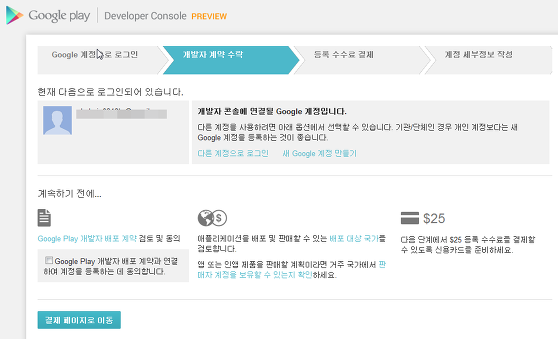 Google play Developer Console PREVIEW
Google 계정으로 로그인 개발자 계약 수락 등록 수수료 결제 계정 세부정보 작성
현재 다음으로 로그인되어 있습니다.
개발자 콘솔에 연결될 Google 계정입니다.
다른 계정을 사용하려면 아래 옵션에서 선택할 수 있습니다. 기관/단체인 경우 개인 계정보다는 새
Google 계정을 등록하는 것이 좋습니다.
다른 계정으로 로그인 새 Google 계정 만들기
계속하기 전에...
Google Play 개발자 배포 계약 검토 및 동의
Google Play 개발자 배포 계약과 연결
하여 계정을 등록하는 데 동의합니다.
$
애플리케이션을 배포 및 판매할 수 있는 배포 대상 국가를
검토합니다.
앱 또는 인앱 제품을 판매할 계획이라면 거주 국가에서 판
매자 계정을 보유할 수 있는지 확인하세요.
$25
다음 단계에서 $25 등록 수수료를 결제할
수 있도록 신용카드를 준비하세요.
결제 페이지로 이동